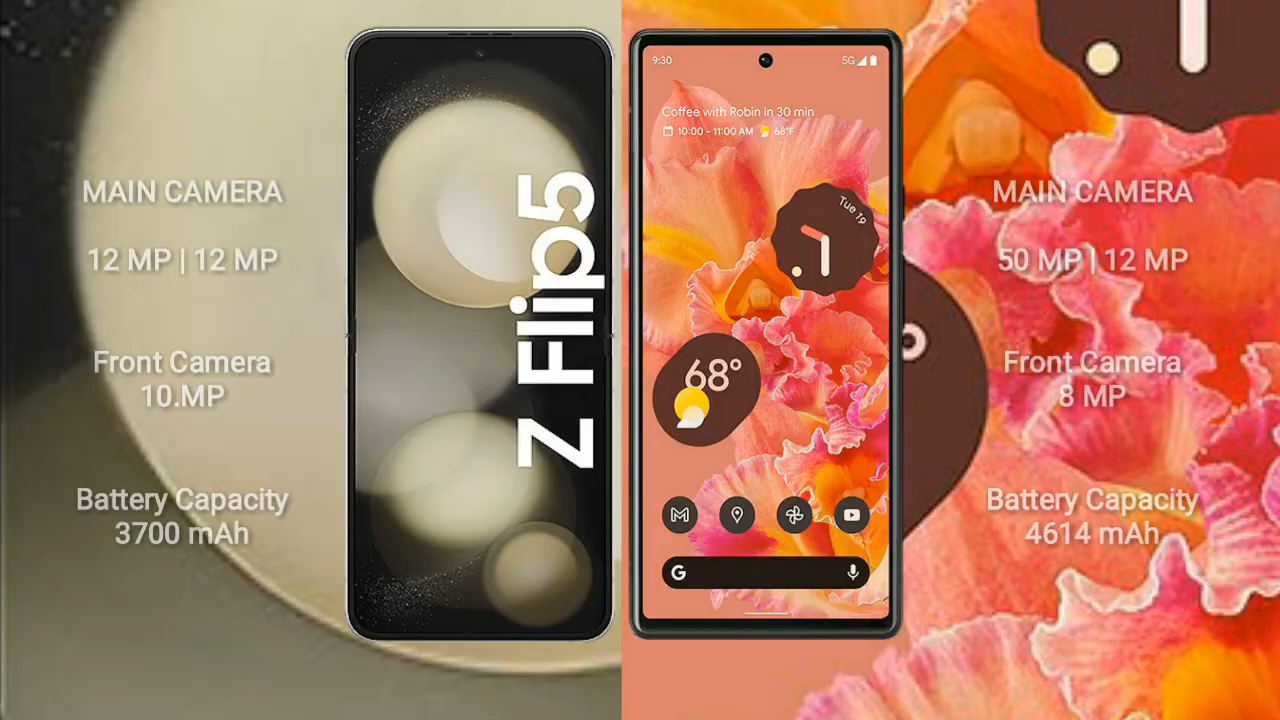 MAIN CAMERA
12 MP | 12 MP
Front Camera
10.MP
Battery Capacity
3700 mAh
Z Flip5
9:30
5G
Coffee with Robin in 30 min
10:00 - 11:00 AM 68°F
Tue 19
68°
G
MAIN CAMERA
50 MP | 12 MP
Front Camera
8 MP
Battery Capacity
4614 mAh